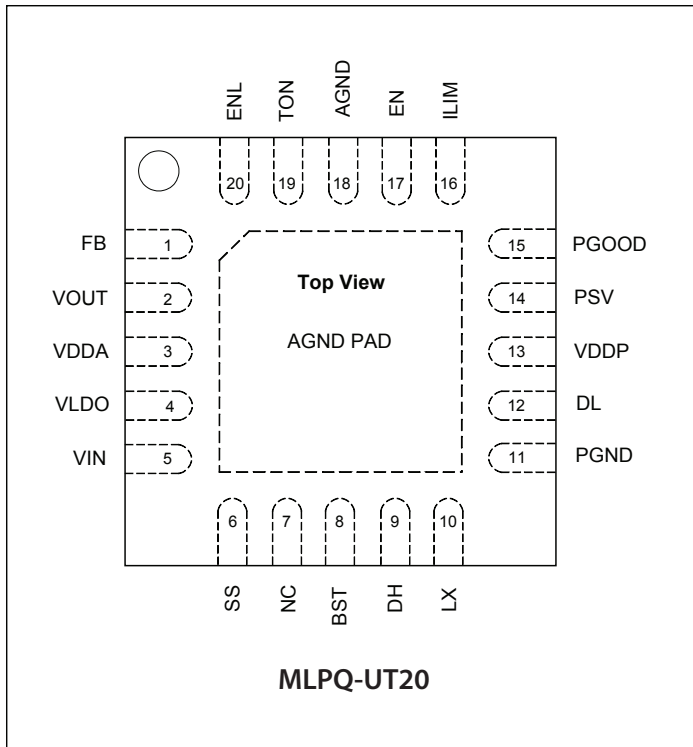 ENL TON AGND EN ILIM
20 19 18 17 16
FB 1 15 PGOOD
VOUT 2 Top View 14 PSV
VDDA 3 AGND PAD 13 VDDP
VLDO 4 12 DL
VIN 5 11 PGND
6 7 8 9 10
SS NC BST DH LX
MLPQ-UT20